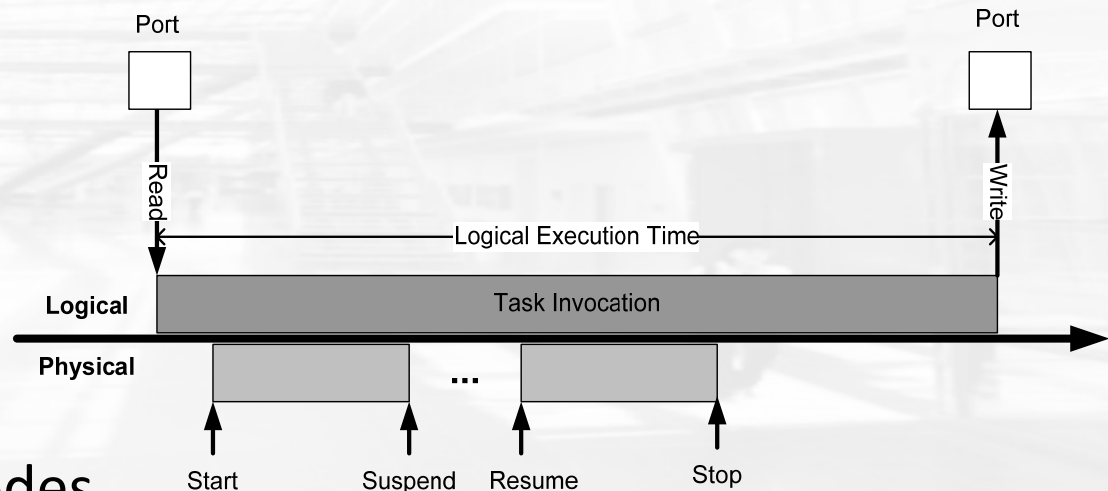 Port
Port
Read
Write
Logical Execution Time
Logical
Task Invocation
Physical
...
Start
Suspend
Resume
Stop